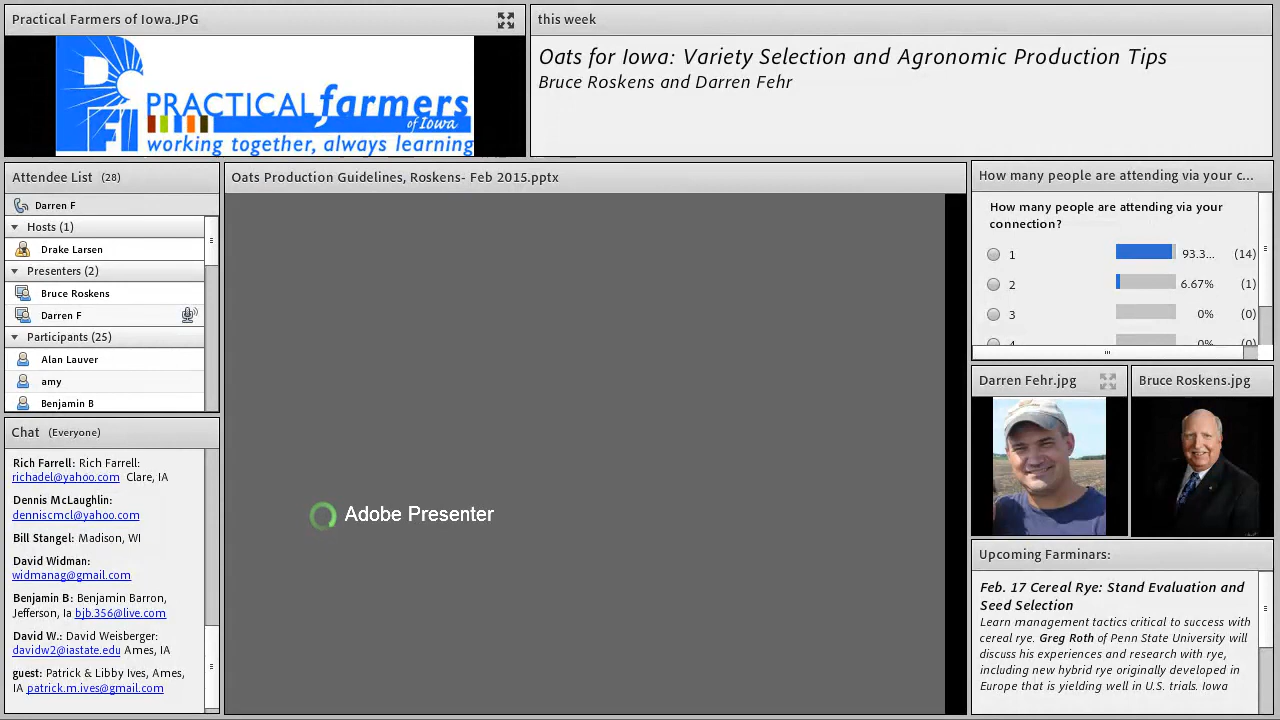 Practical Farmers of Iowa.JPG
PFI
PRACTICAL farmers
of Iowa
working together, always learning
this week
Oats for Iowa: Variety Selection and Agronomic Production Tips
Bruce Roskens and Darren Fehr
Attendee List (28)
Darren F
Hosts (1)
Drake Larsen
Presenters (2)
Bruce Roskens
Darren F
Participants (25)
Alan Lauver
amy
Benjamin B
Chat (Everyone)
Rich Farrell: Rich Farrell:
richadel@yahoo.com Clare, IA
Dennis McLaughlin:
denniscmcl@yahoo.com
Bill Stangel: Madison, WI
David Widman:
widmanag@gmail.com
Benjamin B: Benjamin Barron,
Jefferson, Ia bjb.356@live.com
David W.: David Weisberger:
davidw2@iastate.edu Ames, IA
guest: Patrick & Libby Ives, Ames,
IA patrick.m.ives@gmail.com
Oats Production Guidelines, Roskens- Feb 2015.pptx
Adobe Presenter
How many people are attending via your c...
How many people are attending via your
connection?
1 93.3... (14)
2 6.67% (1)
3 0% (0)
4 0% (0)
Darren Fehr.jpg
Bruce Roskens.jpg
Upcoming Farminars:
Feb. 17 Cereal Rye: Stand Evaluation and
Seed Selection
Learn management tactics critical to success with
cereal rye. Greg Roth of Penn State University will
discuss his experiences and research with rye,
including new hybrid rye originally developed in
Europe that is yielding well in U.S. trials. Iowa